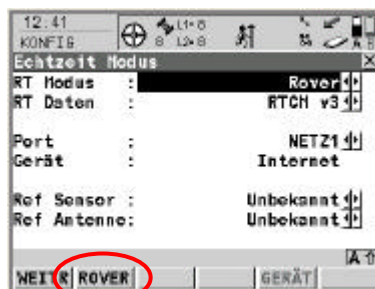 12.41
KONFIG
8
L1=8
L2=8
Echtzeit Modus
RT Modus : Rover
RT Daten : RTCM v3
Port : NETZ1
Gerät : Internet
Ref Sensor : Unbekannt
Ref Antenne: Unbekannt
A
WEITR ROVER GERÄT